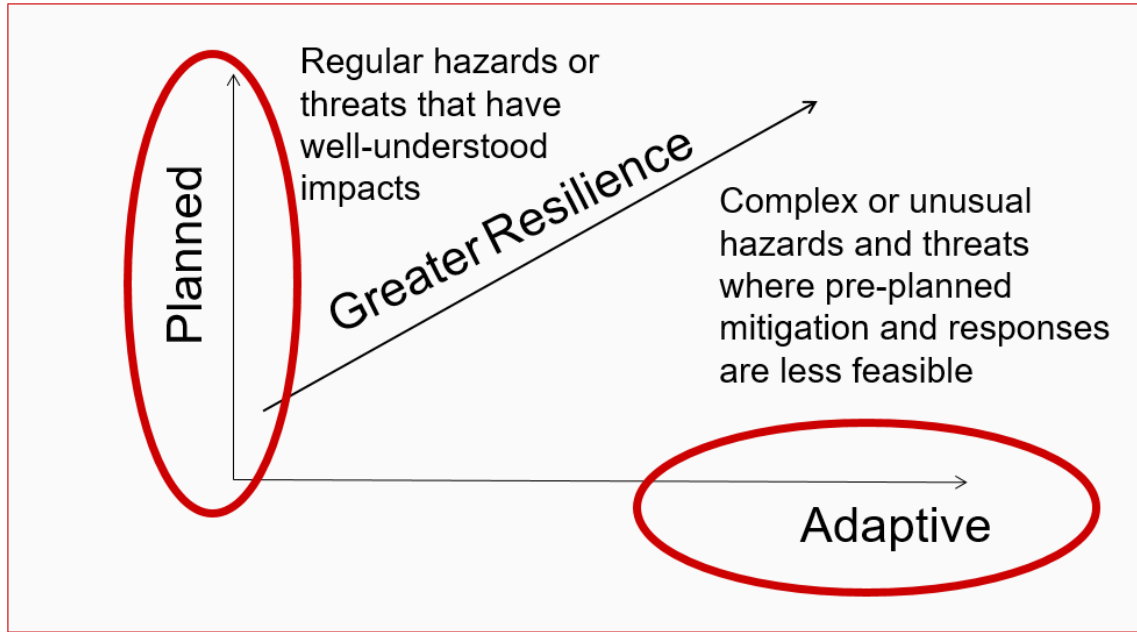 Regular hazards or
threats that have
well-understood
impacts
Planned
Greater Resilience
Complex or unusual
hazards and threats
where pre-planned
mitigation and responses
are less feasible
Adaptive